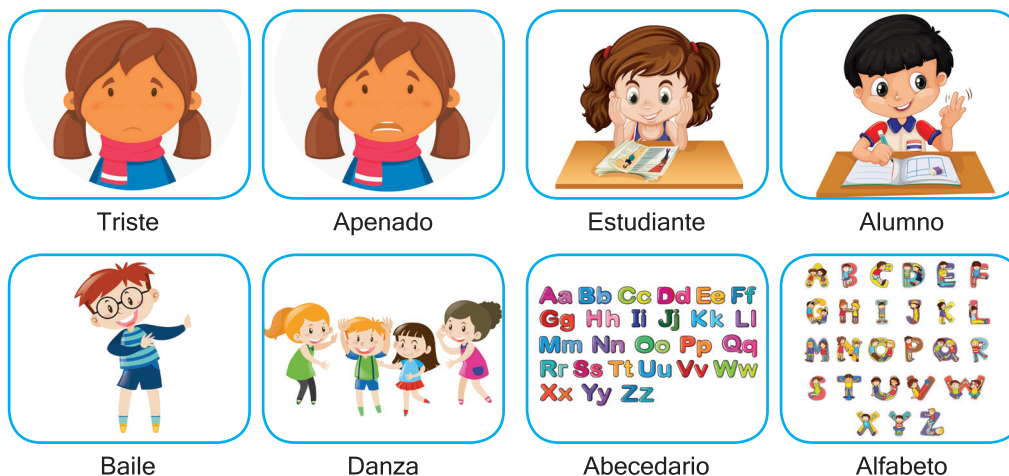 Triste Apenado Estudiante Alumno
Aa Bb Cc Dd Ee Ff
Gg Hh Ii Jj Kk Ll
Mm Nn Oo Pp Qq
Rr Ss Tt Uu Vv Ww
Xx Yy Zz
A B C D E F
G H I J K L
M N O P Q R
S T U V W
X Y Z
Baile Danza Abecedario Alfabeto